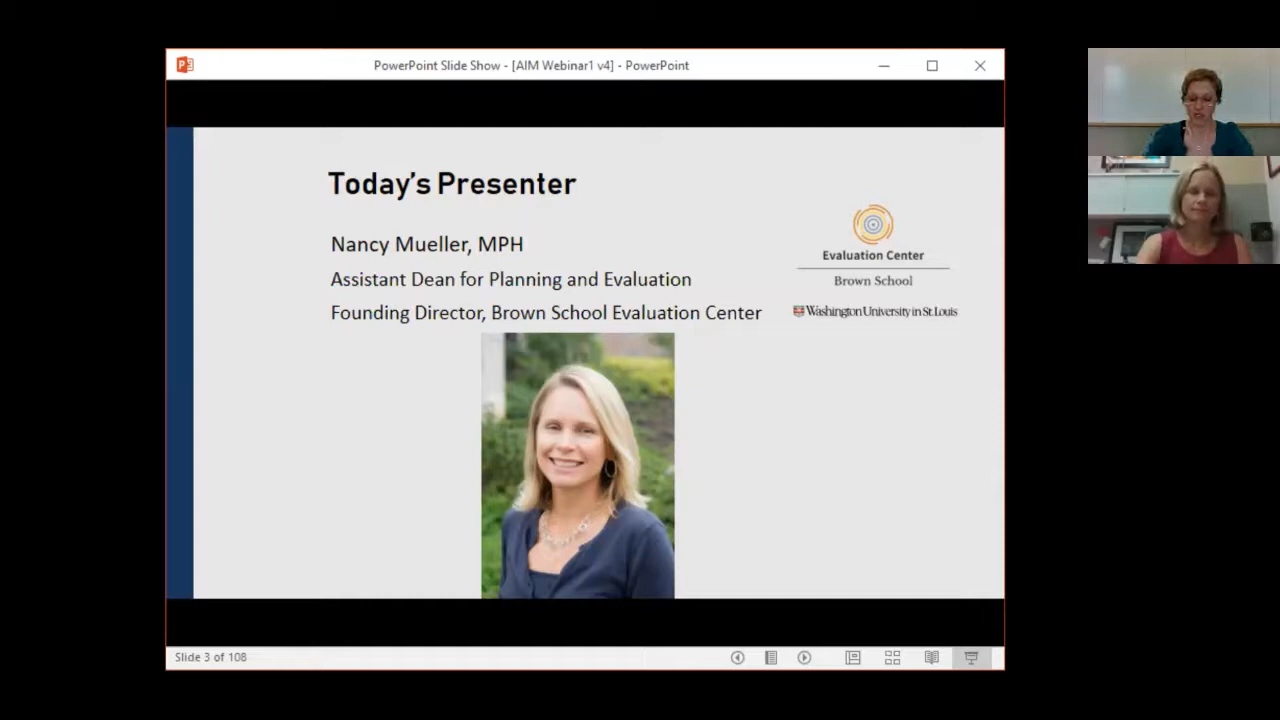 PowerPoint Slide Show - [AIM Webinar1 v4] - PowerPoint
Today's Presenter
Nancy Mueller, MPH
Assistant Dean for Planning and Evaluation
Founding Director, Brown School Evaluation Center
Evaluation Center
Brown School
Washington University in St. Louis
Slide 3 of 108